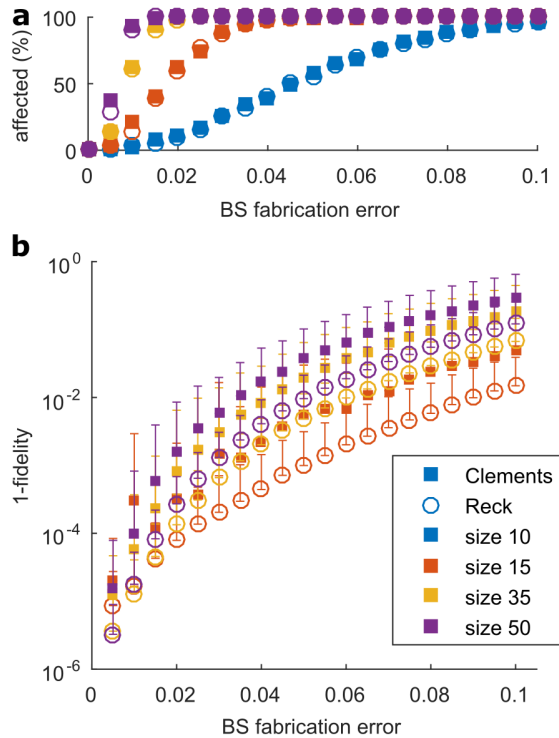 a
affected (%)
100
50
0
0
0.02
0.04
0.06
0.08
0.1
BS fabrication error
b
1-fidelity
10^0
10^-2
10^-4
10^-6
0
0.02
0.04
0.06
0.08
0.1
BS fabrication error
Clements
Reck
size 10
size 15
size 35
size 50